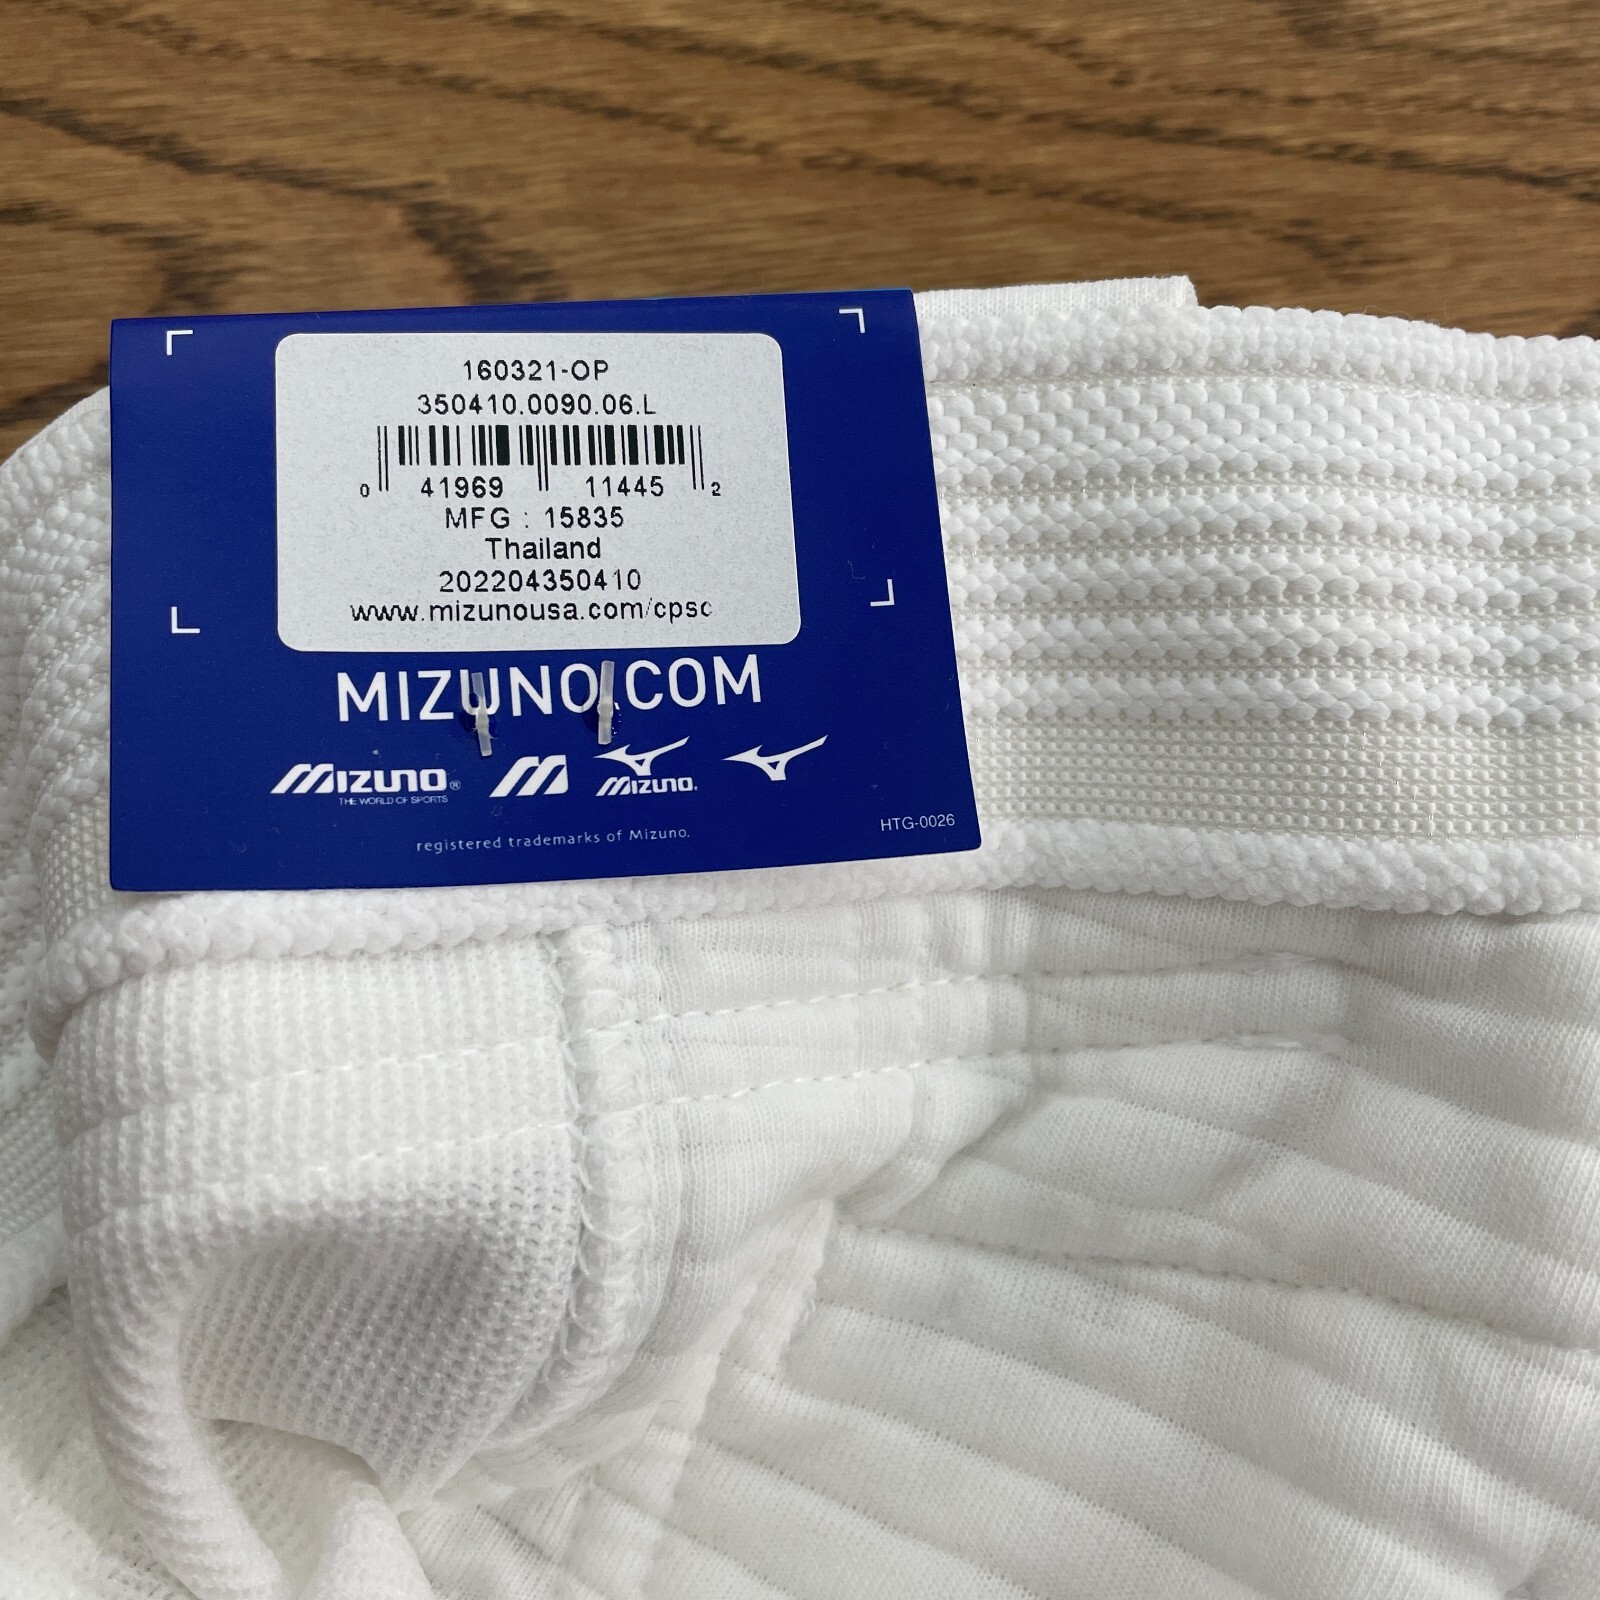 160321-OP
350410.0090.06.L
0 41969 11445 2
MFG : 15835
Thailand
202204350410
www.mizunousa.com/cpsc
MIZUNO.COM
MIZUNO® MIZUNO.
THE WORLD OF SPORTS
registered trademarks of Mizuno.
HTG-0026